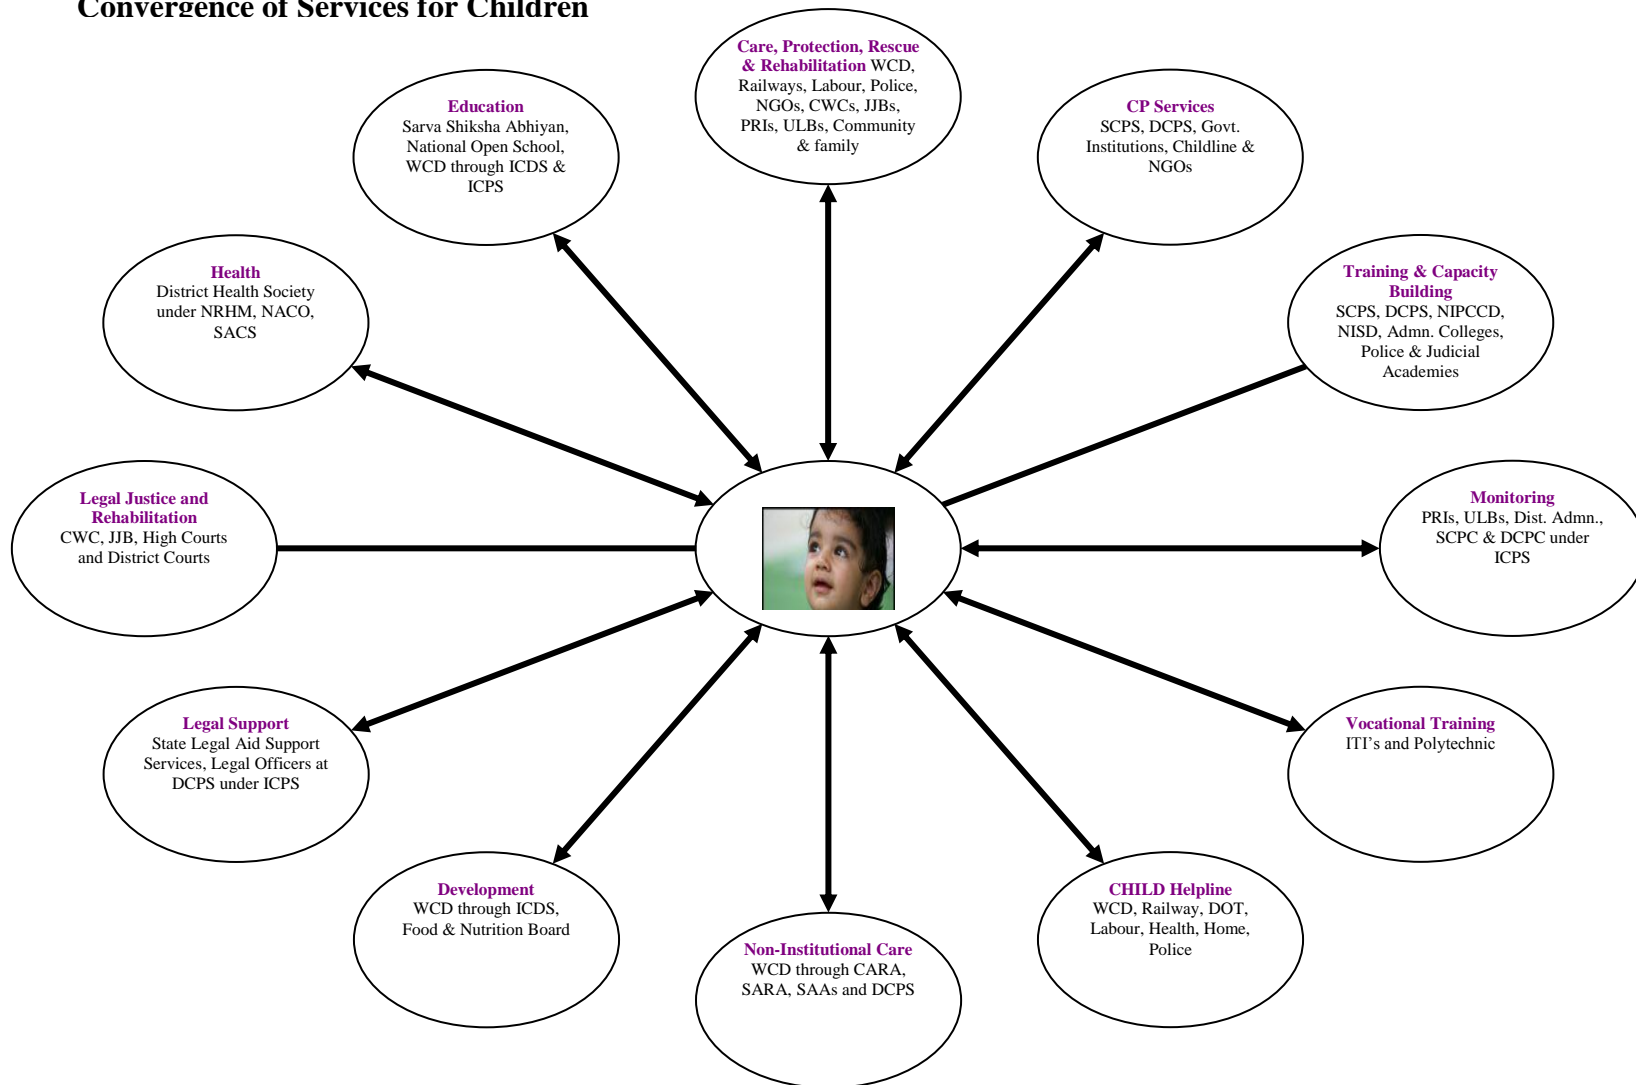 Convergence of Services for Children
Care, Protection, Rescue
& Rehabilitation WCD,
Railways, Labour, Police,
NGOs, CWCs, JJBs,
PRIs, ULBs, Community
& family
CP Services
SCPS, DCPS, Govt.
Institutions, Childline &
NGOs
Training & Capacity
Building
SCPS, DCPS, NIPCCD,
NISD, Admn. Colleges,
Police & Judicial
Academies
Monitoring
PRIs, ULBs, Dist. Admn.,
SCPC & DCPC under
ICPS
Vocational Training
ITI’s and Polytechnic
CHILD Helpline
WCD, Railway, DOT,
Labour, Health, Home,
Police
Non-Institutional Care
WCD through CARA,
SARA, SAAs and DCPS
Development
WCD through ICDS,
Food & Nutrition Board
Legal Support
State Legal Aid Support
Services, Legal Officers at
DCPS under ICPS
Legal Justice and
Rehabilitation
CWC, JJB, High Courts
and District Courts
Health
District Health Society
under NRHM, NACO,
SACS
Education
Sarva Shiksha Abhiyan,
National Open School,
WCD through ICDS &
ICPS